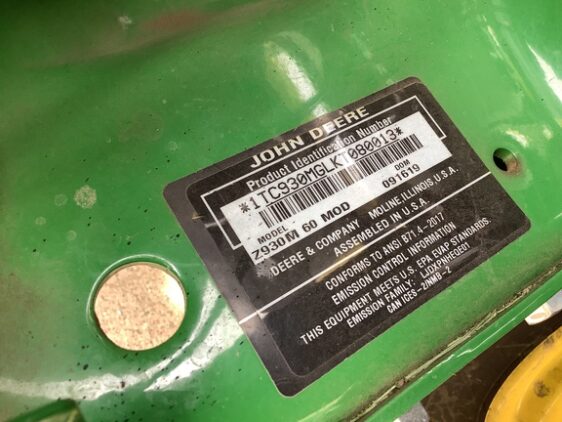 JOHN DEERE
Product Identification Number
*1TC930MGLKT080013*
MODEL DOM
Z930M 60 MOD 091619
DEERE & COMPANY MOLINE, ILLINOIS, U.S.A.
ASSEMBLED IN U.S.A.
CONFORMS TO ANSI B71.4-2017
EMISSION CONTROL INFORMATION
THIS EQUIPMENT MEETS U.S. EPA EVAP STANDARDS.
EMISSION FAMILY:
CAN ICES-2/NMB-2